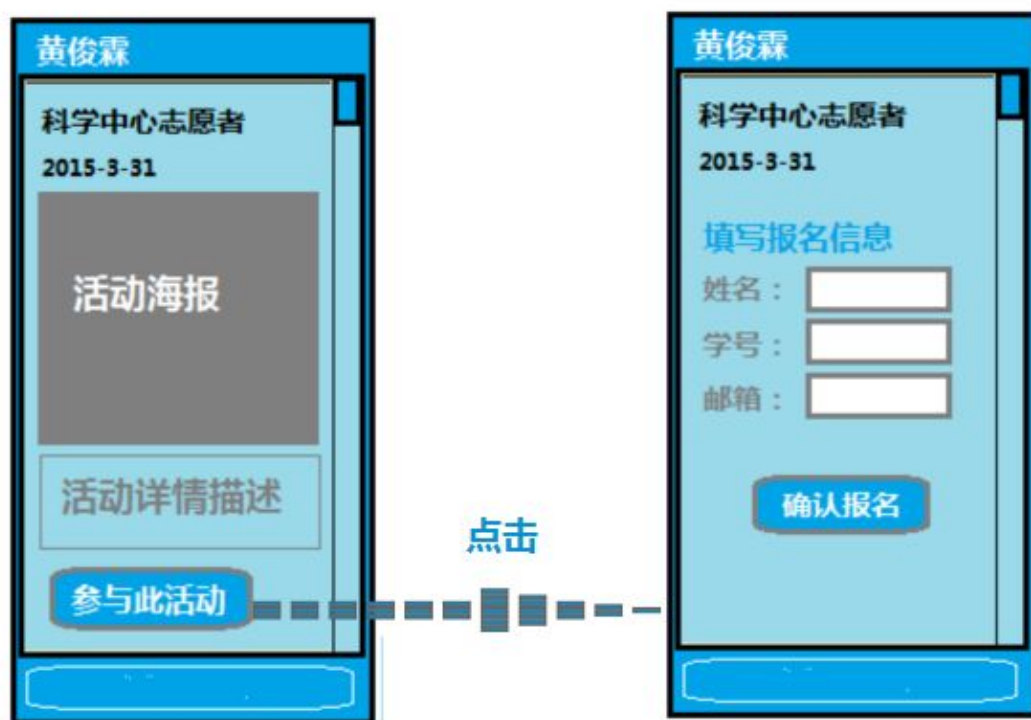 黄俊霖
科学中心志愿者
2015-3-31
活动海报
活动详情描述
参与此活动
点击
黄俊霖
科学中心志愿者
2015-3-31
填写报名信息
姓名：
学号：
邮箱：
确认报名